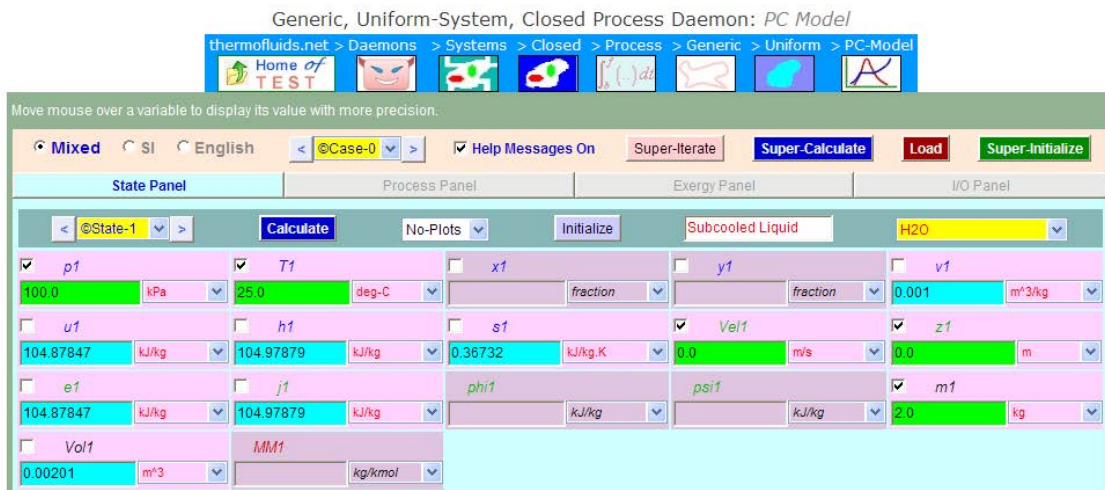 Generic, Uniform-System, Closed Process Daemon: PC Model
thermofluids.net > Daemons > Systems > Closed > Process > Generic > Uniform > PC-Model
Home of TEST
∫(..)dt
Move mouse over a variable to display its value with more precision.
Mixed SI English < ©Case-0 > Help Messages On Super-Iterate Super-Calculate Load Super-Initialize
State Panel Process Panel Exergy Panel I/O Panel
< ©State-1 > Calculate No-Plots Initialize Subcooled Liquid H2O
p1 T1 x1 y1 v1
100.0 kPa 25.0 deg-C fraction fraction 0.001 m^3/kg
u1 h1 s1 Vel1 z1
104.87847 kJ/kg 104.97879 kJ/kg 0.36732 kJ/kg.K 0.0 m/s 0.0 m
e1 j1 phi1 psi1 m1
104.87847 kJ/kg 104.97879 kJ/kg kJ/kg kJ/kg 2.0 kg
Vol1 MM1
0.00201 m^3 kg/kmol